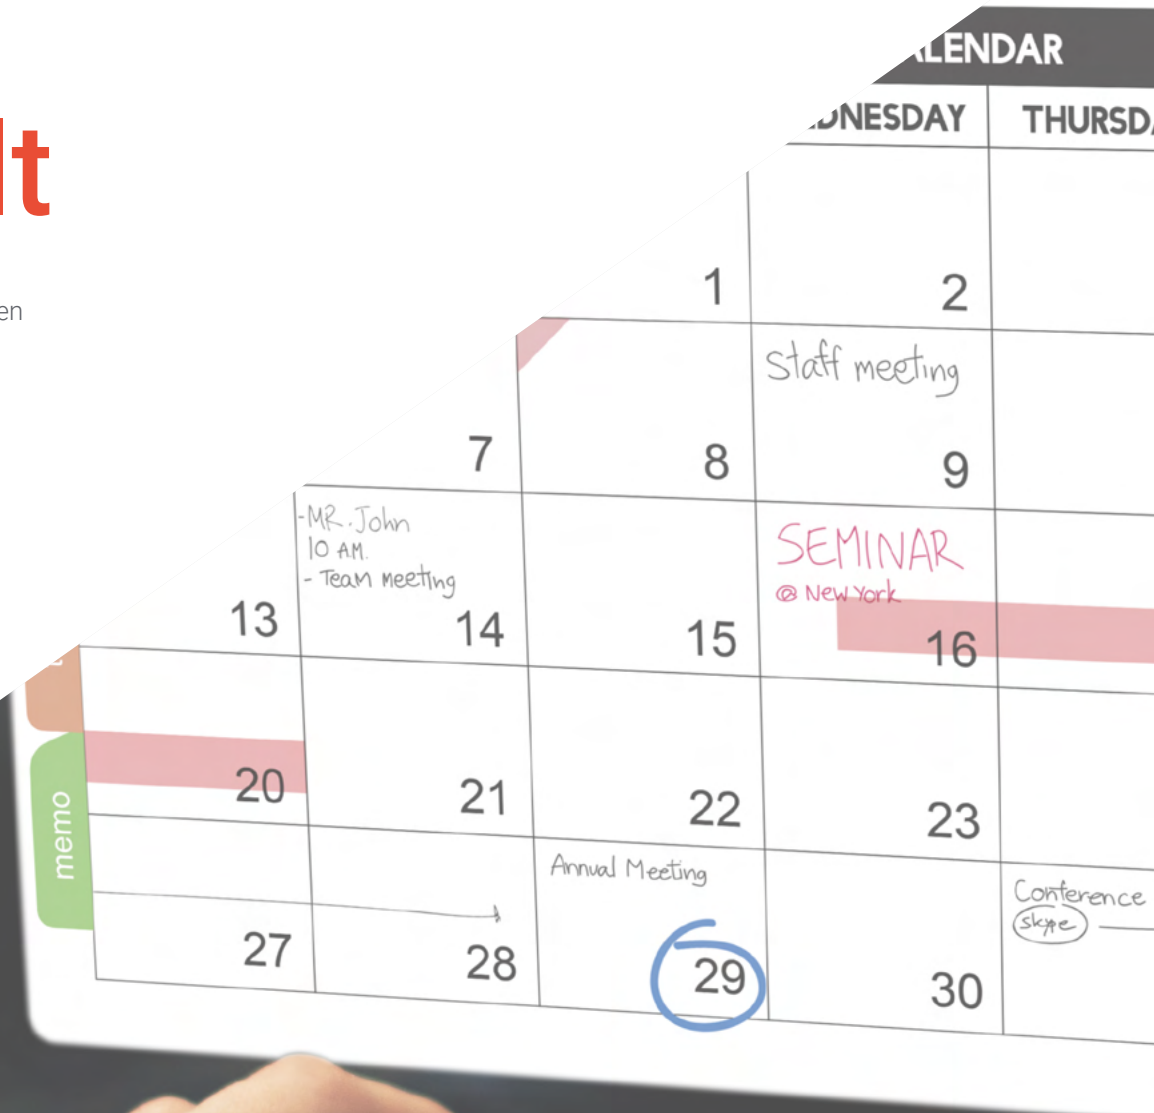 lt
en
LENDAR
DNESDAY THURSD
1 2
Staff meeting
7 8 9
-MR. John
10 AM.
- Team meeting
SEMINAR
@ New York
13 14 15 16
20 21 22 23
memo
Annual Meeting
Conference
skype
27 28 29 30